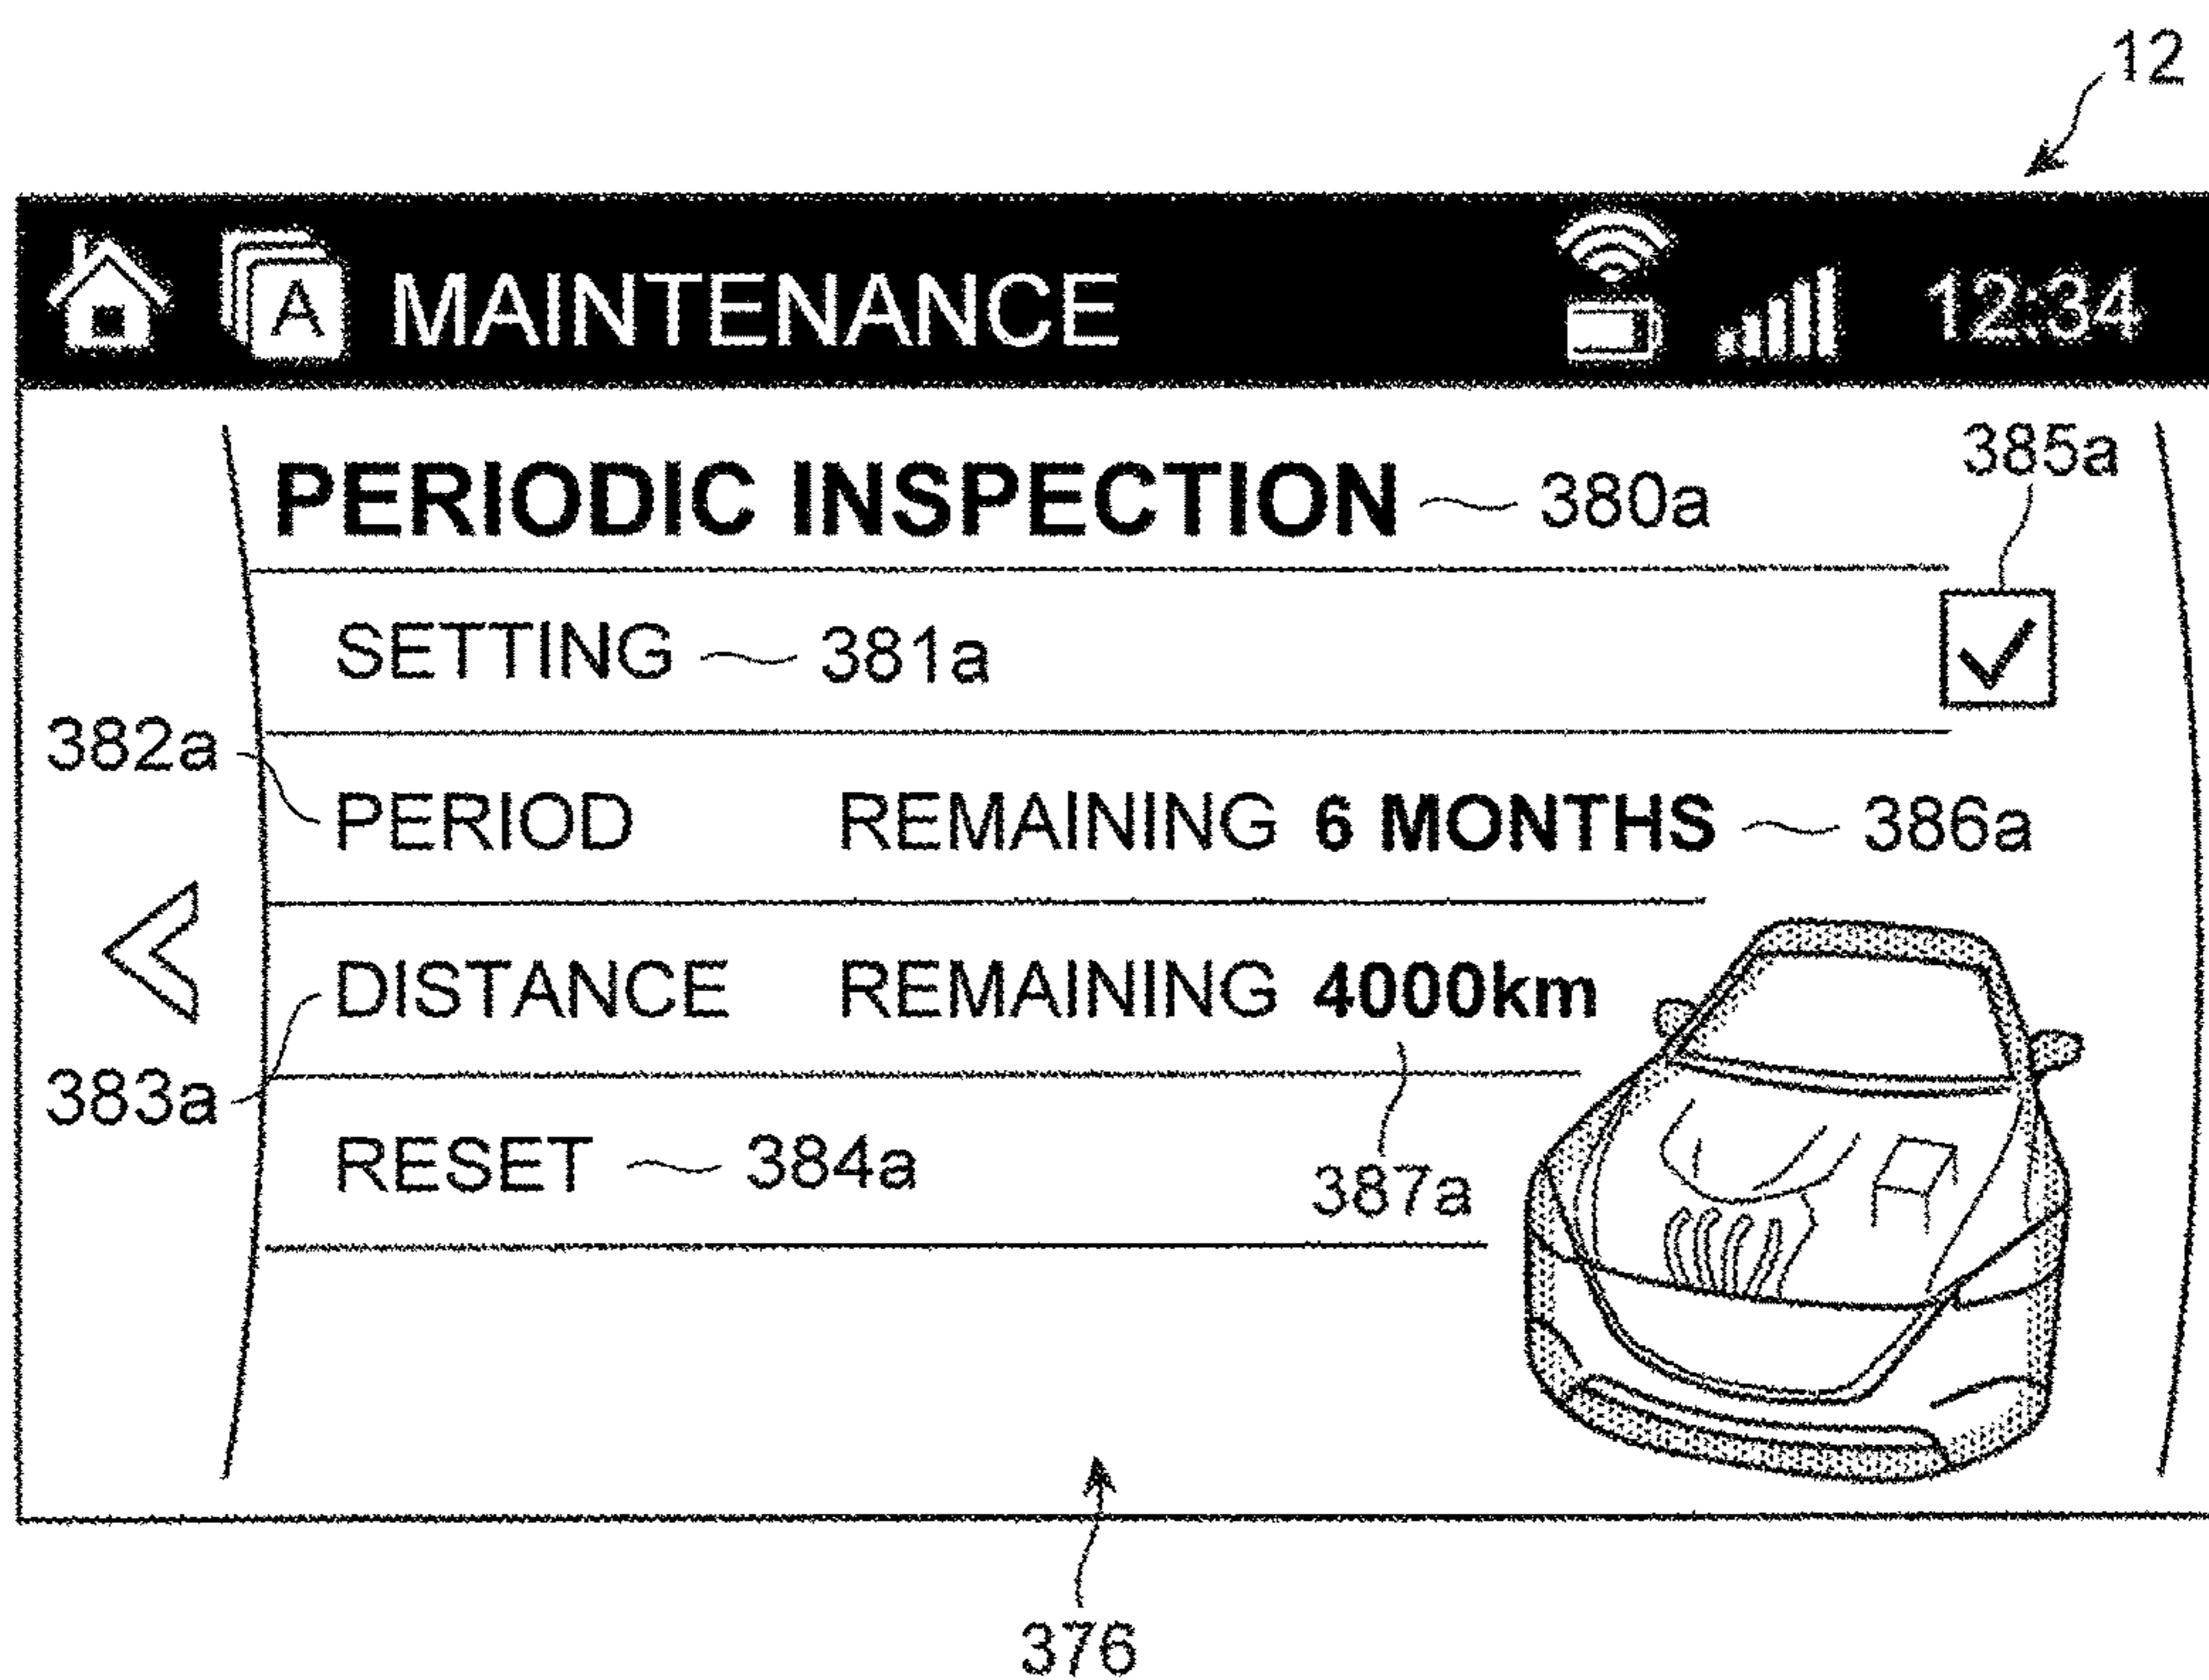 12
A MAINTENANCE 12:34
385a
PERIODIC INSPECTION 380a
SETTING 381a
382a
PERIOD REMAINING 6 MONTHS 386a
DISTANCE REMAINING 4000km
383a
RESET 384a
387a
376